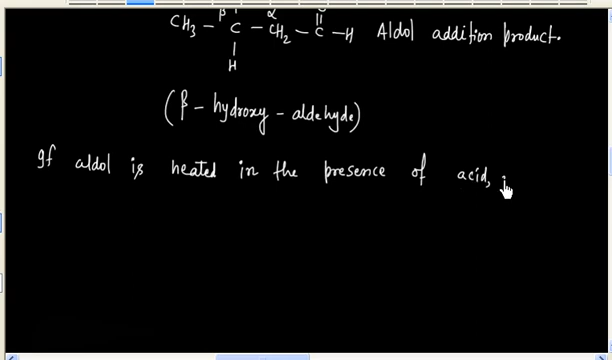 β α O
CH₃ – C – CH₂ – C – H Aldol addition product.
H
(β – hydroxy – aldehyde)
If aldol is heated in the presence of acid,